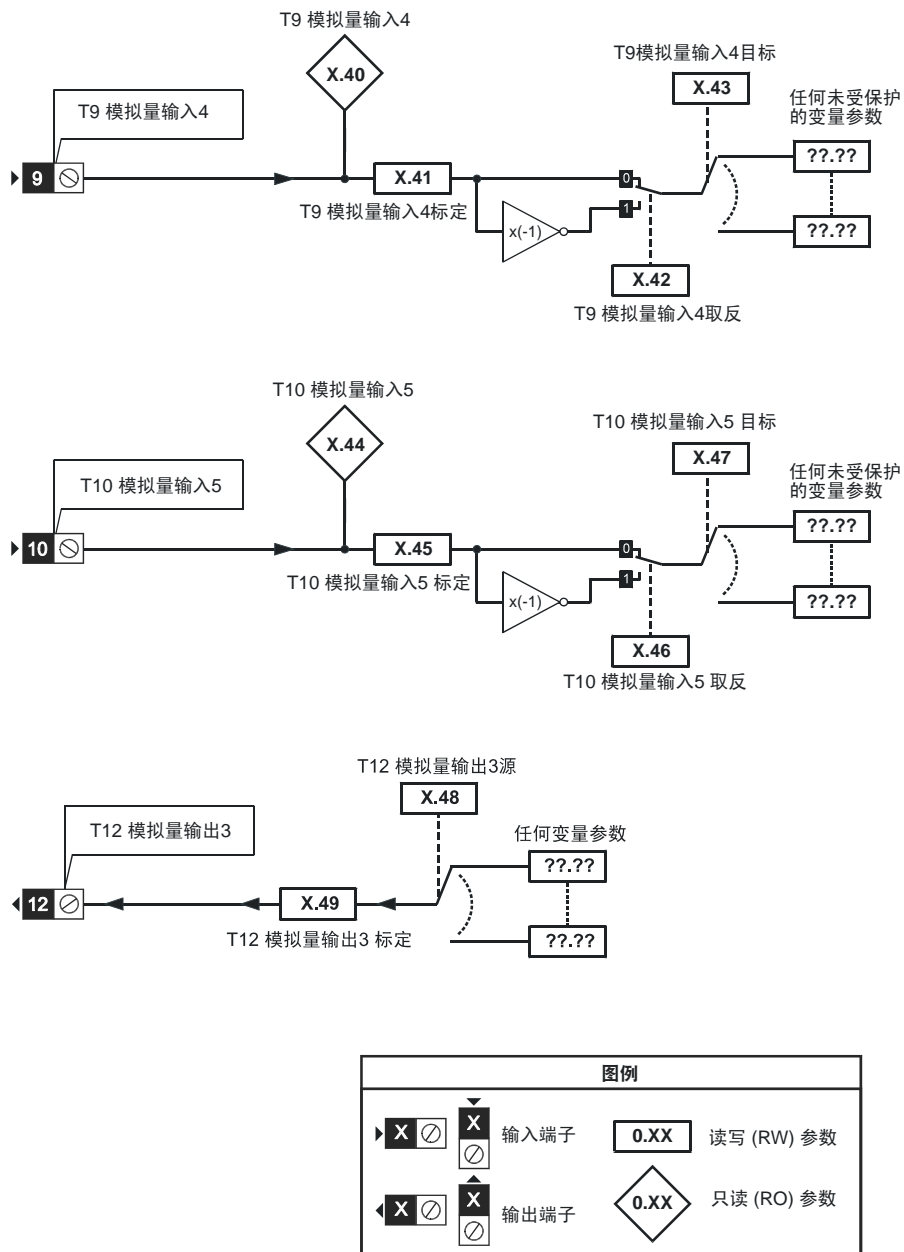 T9 模拟量输入4
X.40
T9模拟量输入4目标
X.43
任何未受保护
的变量参数
T9 模拟量输入4
9
X.41
0
??.??
T9 模拟量输入4标定
1
x(-1)
??.??
X.42
T9 模拟量输入4取反
T10 模拟量输入5
X.44
T10 模拟量输入5 目标
X.47
任何未受保护
的变量参数
T10 模拟量输入5
10
X.45
0
??.??
T10 模拟量输入5 标定
1
x(-1)
??.??
X.46
T10 模拟量输入5 取反
T12 模拟量输出3源
X.48
T12 模拟量输出3
任何变量参数
??.??
12
X.49
T12 模拟量输出3 标定
??.??
图例
X X 输入端子 0.XX 读写 (RW) 参数
X X 输出端子 0.XX 只读 (RO) 参数